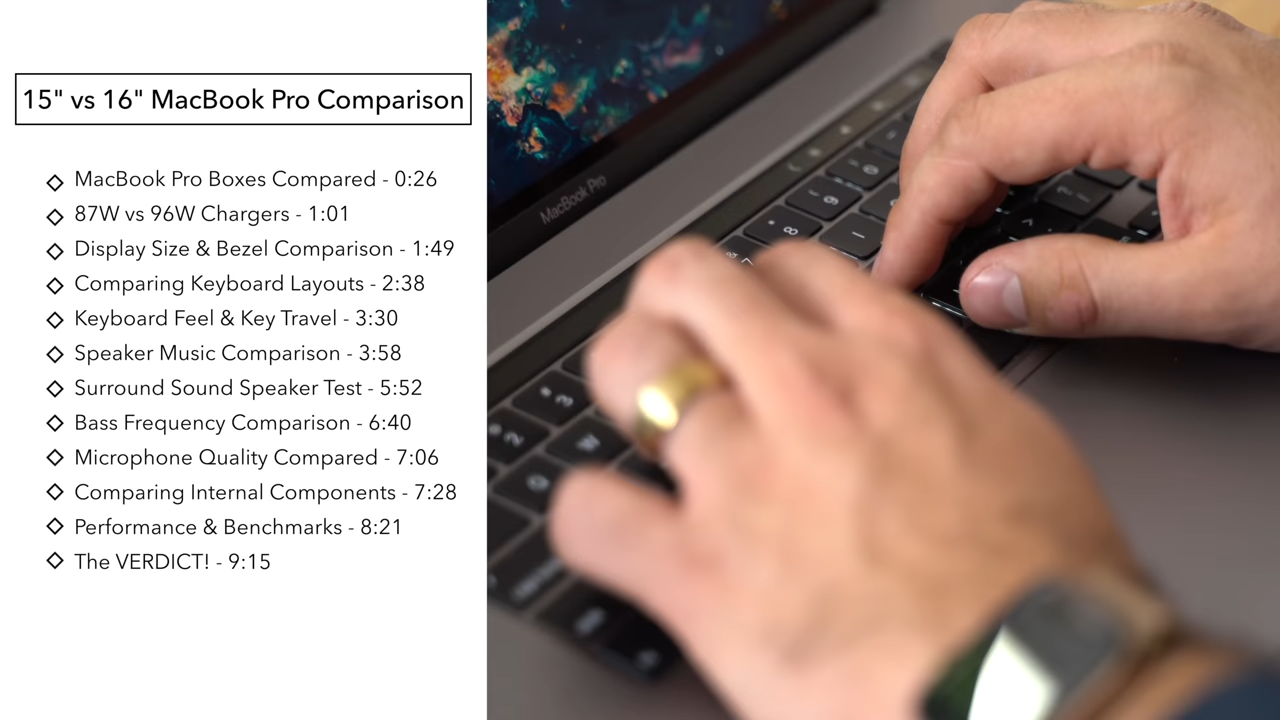 15" vs 16" MacBook Pro Comparison
MacBook Pro Boxes Compared - 0:26
87W vs 96W Chargers - 1:01
Display Size & Bezel Comparison - 1:49
Comparing Keyboard Layouts - 2:38
Keyboard Feel & Key Travel - 3:30
Speaker Music Comparison - 3:58
Surround Sound Speaker Test - 5:52
Bass Frequency Comparison - 6:40
Microphone Quality Compared - 7:06
Comparing Internal Components - 7:28
Performance & Benchmarks - 8:21
The VERDICT! - 9:15
MacBook Pro